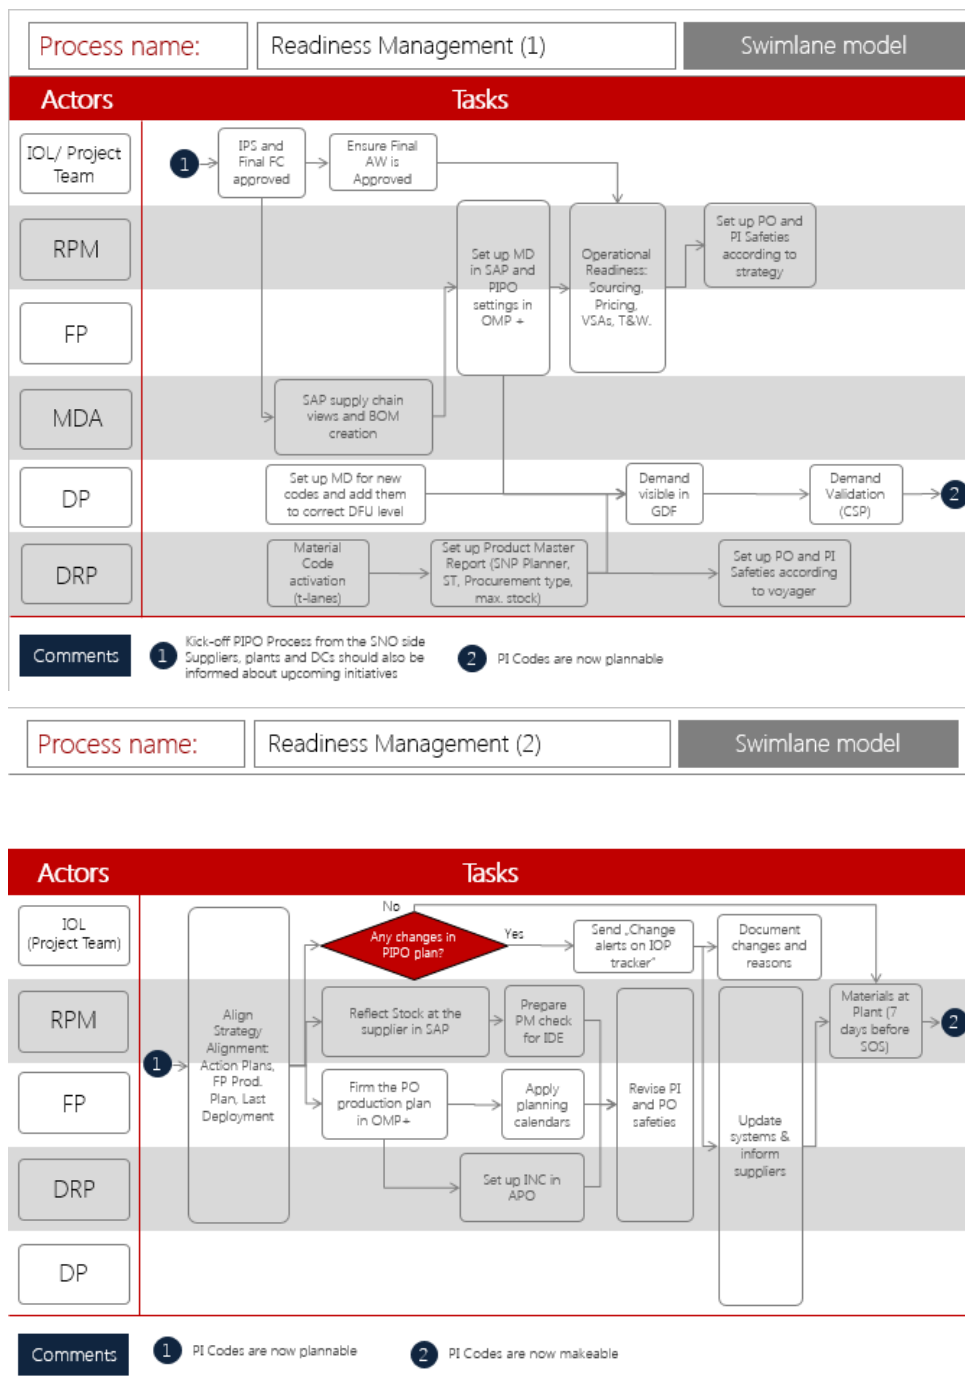 Process name:
Readiness Management (1)
Swimlane model
Actors
Tasks
IOL/ Project
Team
1
IPS and
Final FC
approved
Ensure Final
AW is
Approved
RPM
Set up MD
in SAP and
PIPO
settings in
OMP +
Operational
Readiness:
Sourcing,
Pricing,
VSAs, T&W.
Set up PO and
PI Safeties
according to
strategy
FP
MDA
SAP supply chain
views and BOM
creation
DP
Set up MD for new
codes and add them
to correct DFU level
Demand
visible in
GDF
Demand
Validation
(CSP)
2
DRP
Material
Code
activation
(t-lanes)
Set up Product Master
Report (SNP Planner,
ST, Procurement type,
max. stock)
Set up PO and PI
Safeties according
to voyager
Comments
1
Kick-off PIPO Process from the SNO side
Suppliers, plants and DCs should also be
informed about upcoming initiatives
2
PI Codes are now plannable
Process name:
Readiness Management (2)
Swimlane model
Actors
Tasks
IOL
(Project Team)
No
Any changes in
PIPO plan?
Yes
Send „Change
alerts on IOP
tracker"
Document
changes and
reasons
RPM
1
Align
Strategy
Alignment:
Action Plans,
FP Prod.
Plan, Last
Deployment
Reflect Stock at the
supplier in SAP
Prepare
PM check
for IDE
Materials at
Plant (7
days before
SOS)
2
FP
Firm the PO
production plan
in OMP+
Apply
planning
calendars
Revise PI
and PO
safeties
Update
systems &
inform
suppliers
DRP
Set up INC in
APO
DP
Comments
1
PI Codes are now plannable
2
PI Codes are now makeable